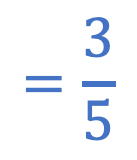 = 3/5